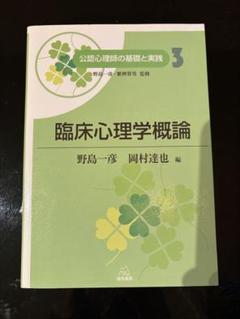 公認心理師の基礎と実践
3
野島一彦・繁桝算男 監修
臨床心理学概論
野島一彦 岡村達也 編
遠見書房